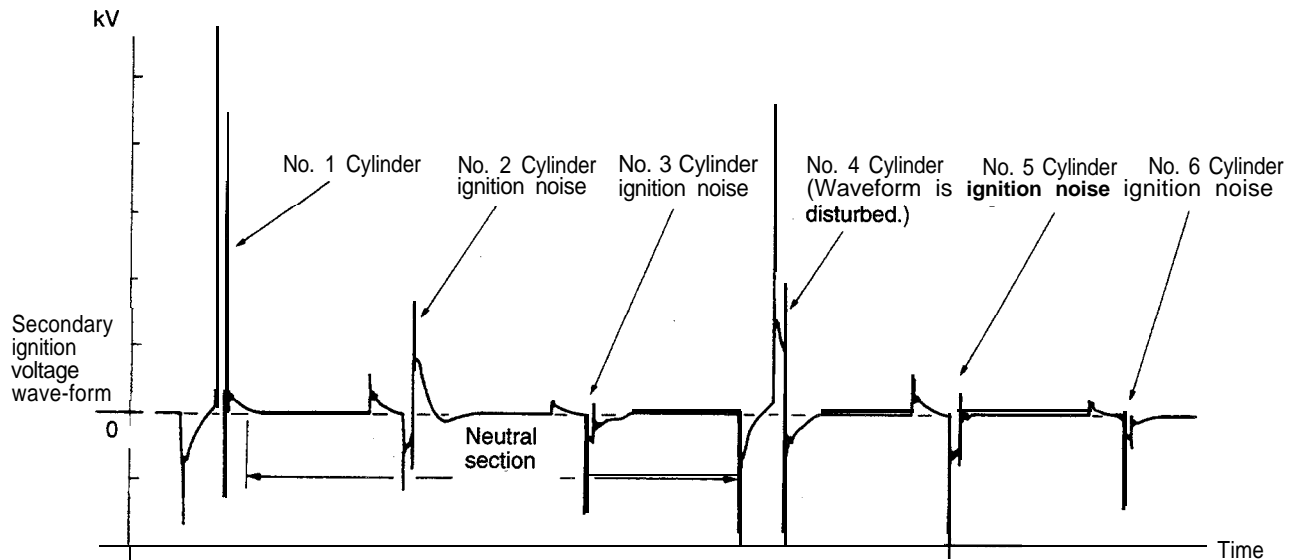 kV
No. 1 Cylinder
No. 2 Cylinder
ignition noise
No. 3 Cylinder
ignition noise
No. 4 Cylinder
(Waveform is
disturbed.)
No. 5 Cylinder
ignition noise
No. 6 Cylinder
ignition noise
Secondary
ignition
voltage
wave-form
0
Neutral
section
Time